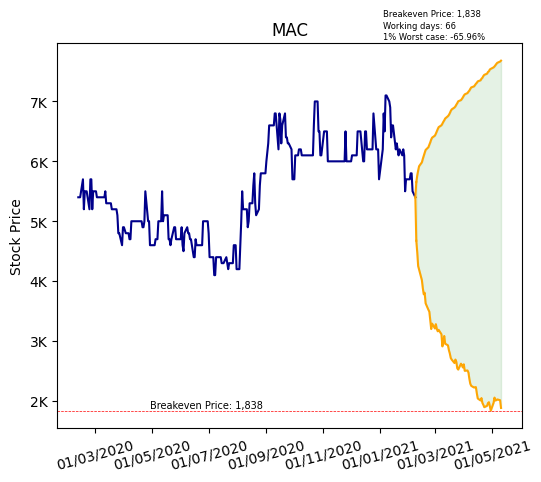 Breakeven Price: 1,838
Working days: 66
1% Worst case: -65.96%
MAC
Stock Price
7K
6K
5K
4K
3K
2K
Breakeven Price: 1,838
01/03/2020
01/05/2020
01/07/2020
01/09/2020
01/11/2020
01/01/2021
01/03/2021
01/05/2021